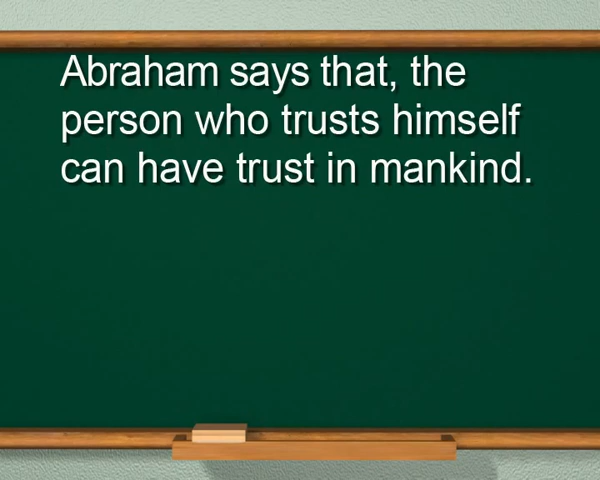 Abraham says that, the
person who trusts himself
can have trust in mankind.